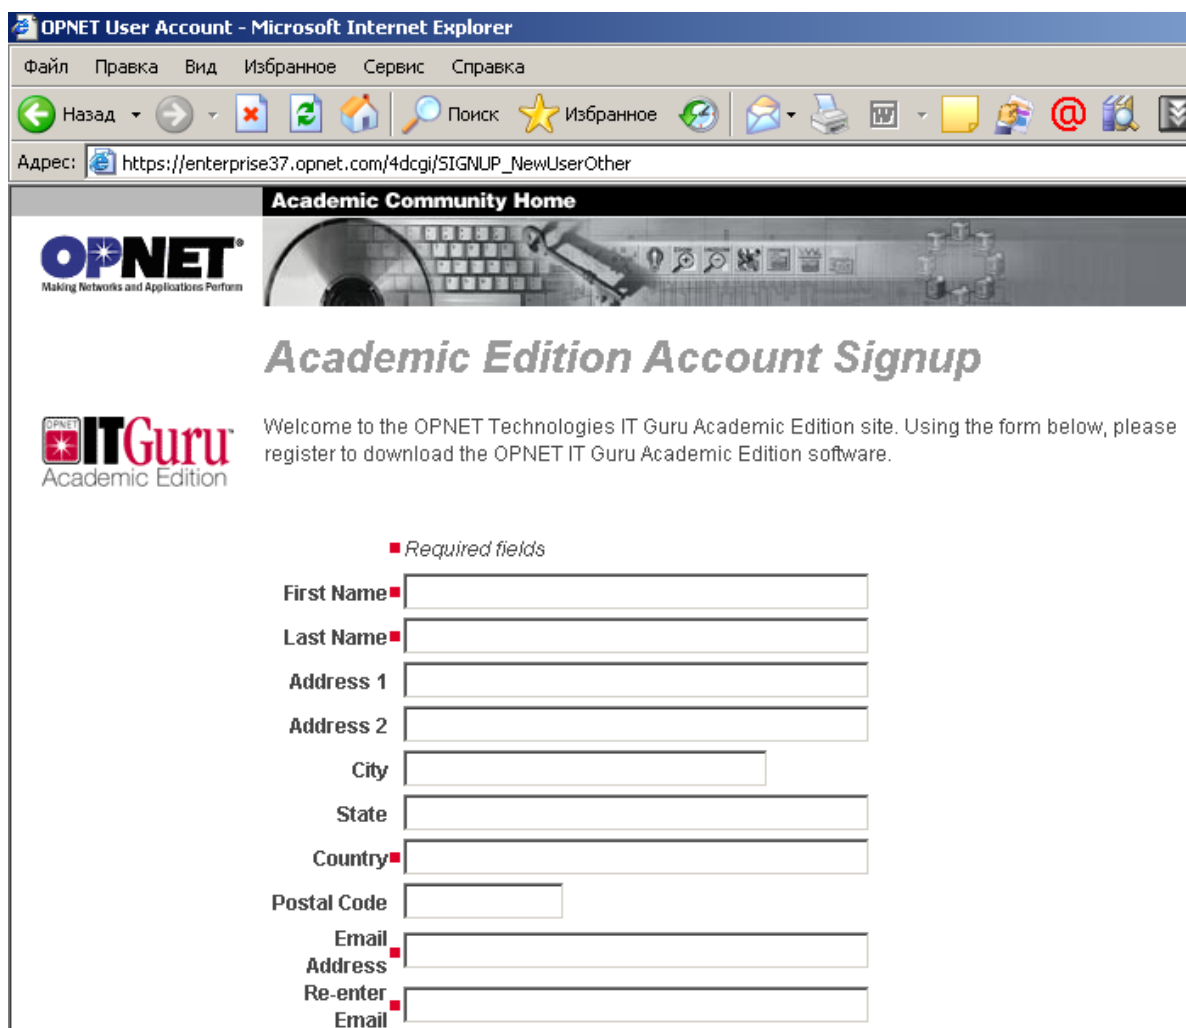 OPNET User Account - Microsoft Internet Explorer
Файл Правка Вид Избранное Сервис Справка
Назад Поиск Избранное
Адрес: https://enterprise37.opnet.com/4dcgi/SIGNUP_NewUserOther
Academic Community Home
OPNET®
Making Networks and Applications Perform
Academic Edition Account Signup
OPNET ITGuru™
Academic Edition
Welcome to the OPNET Technologies IT Guru Academic Edition site. Using the form below, please
register to download the OPNET IT Guru Academic Edition software.
Required fields
First Name
Last Name
Address 1
Address 2
City
State
Country
Postal Code
Email
Address
Re-enter
Email